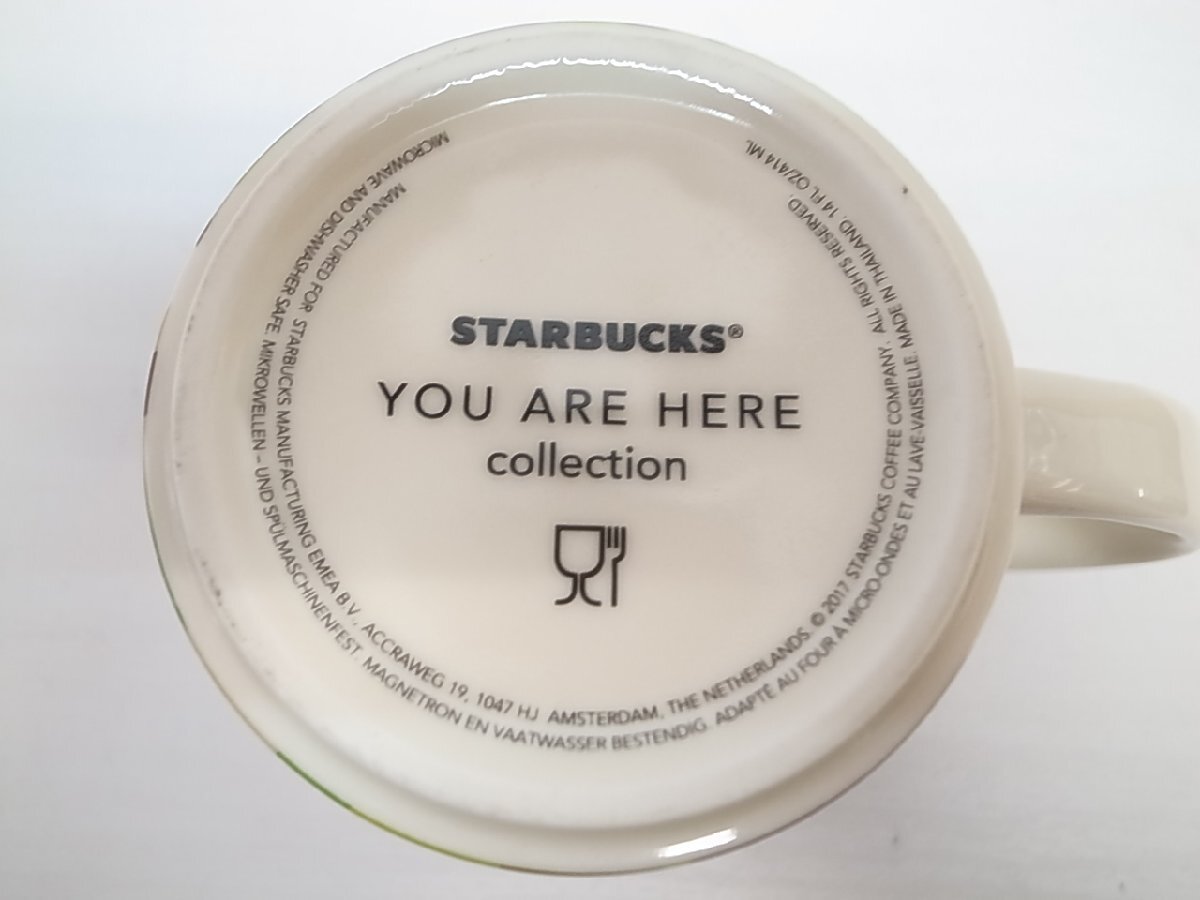 STARBUCKS®
YOU ARE HERE
collection
MANUFACTURED FOR STARBUCKS MANUFACTURING EMEA B.V., ACCRAWEG 19, 1047 HJ AMSTERDAM, THE NETHERLANDS. © 2017 STARBUCKS COFFEE COMPANY. ALL RIGHTS RESERVED.
MICROWAVE AND DISHWASHER SAFE. MIKROWELLEN – UND SPÜLMASCHINENFEST. MAGNETRON EN VAATWASSER BESTENDIG. ADAPTÉ AU FOUR À MICRO-ONDES ET AU LAVE-VAISSELLE. MADE IN THAILAND. 14 FL OZ/414 ML